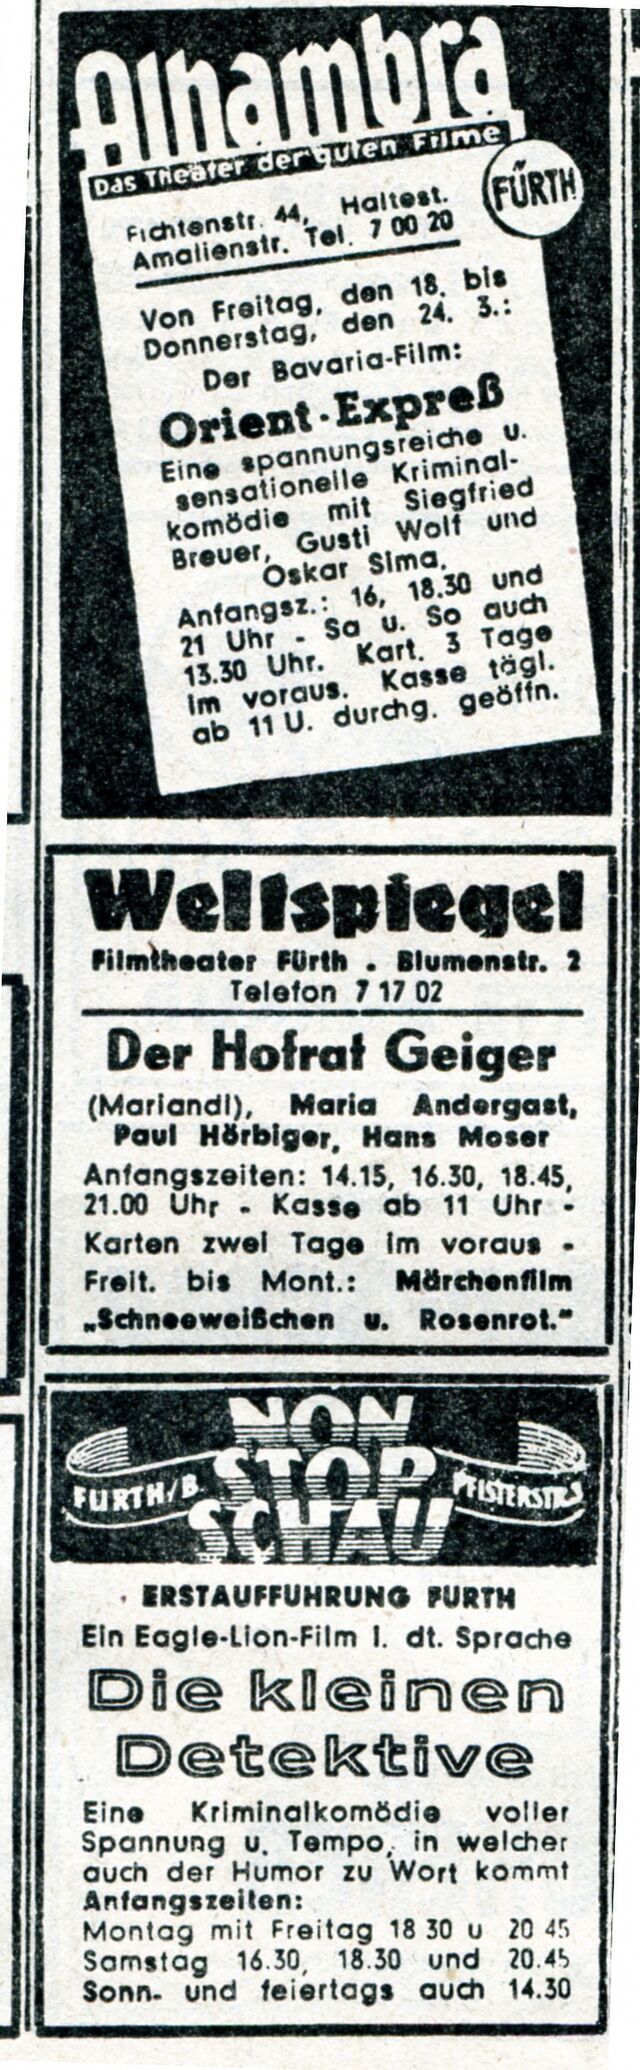 Alhambra
Das Theater der guten Filme
FÜRTH
Fichtenstr. 44, Haltest.
Amalienstr. Tel. 7 00 20
Von Freitag, den 18. bis
Donnerstag, den 24. 3.:
Der Bavaria-Film:
Orient-Expreß
Eine spannungsreiche u.
sensationelle Kriminal-
komödie mit Siegfried
Breuer, Gusti Wolf und
Oskar Sima.
Anfangsz.: 16, 18.30 und
21 Uhr - Sa u. So auch
13.30 Uhr. Kart. 3 Tage
im voraus. Kasse tägl.
ab 11 U. durchg. geöffn.
Weltspiegel
Filmtheater Fürth . Blumenstr. 2
Telefon 7 17 02
Der Hofrat Geiger
(Mariandl), Maria Andergast,
Paul Hörbiger, Hans Moser
Anfangszeiten: 14.15, 16.30, 18.45,
21.00 Uhr - Kasse ab 11 Uhr -
Karten zwei Tage im voraus -
Freit. bis Mont.: Märchenfilm
„Schneeweißchen u. Rosenrot."
NON
STOP
SCHAU
FÜRTH/B. PFISTERSTR.3
ERSTAUFFUHRUNG FURTH
Ein Eagle-Lion-Film i. dt. Sprache
Die kleinen
Detektive
Eine Kriminalkomödie voller
Spannung u. Tempo, in welcher
auch der Humor zu Wort kommt
Anfangszeiten:
Montag mit Freitag 18 30 u 20 45
Samstag 16.30, 18.30 und 20.45
Sonn- und feiertags auch 14.30